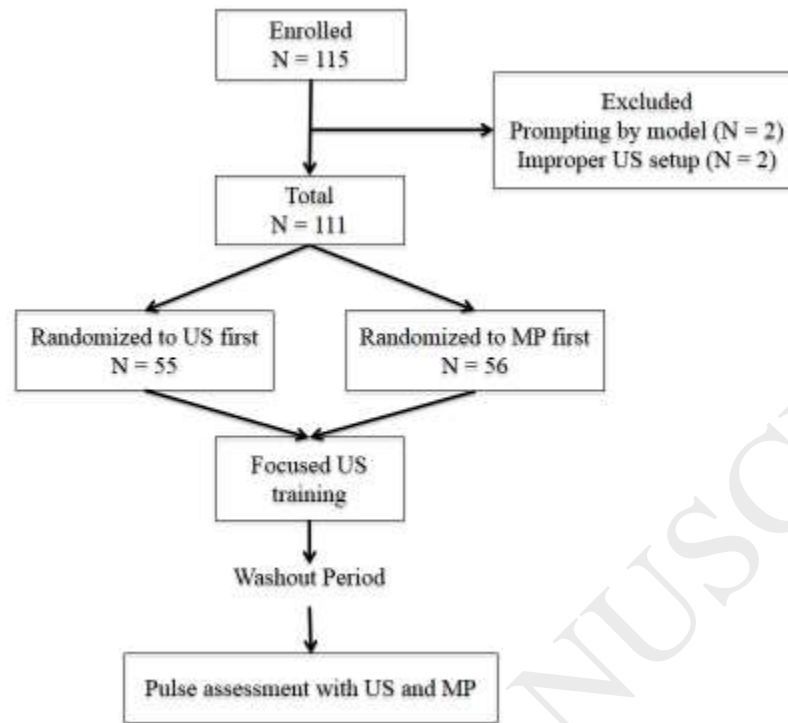 Enrolled
N = 115
Excluded
Prompting by model (N = 2)
Improper US setup (N = 2)
Total
N = 111
Randomized to US first
N = 55
Randomized to MP first
N = 56
Focused US
training
Washout Period
Pulse assessment with US and MP
NUSC